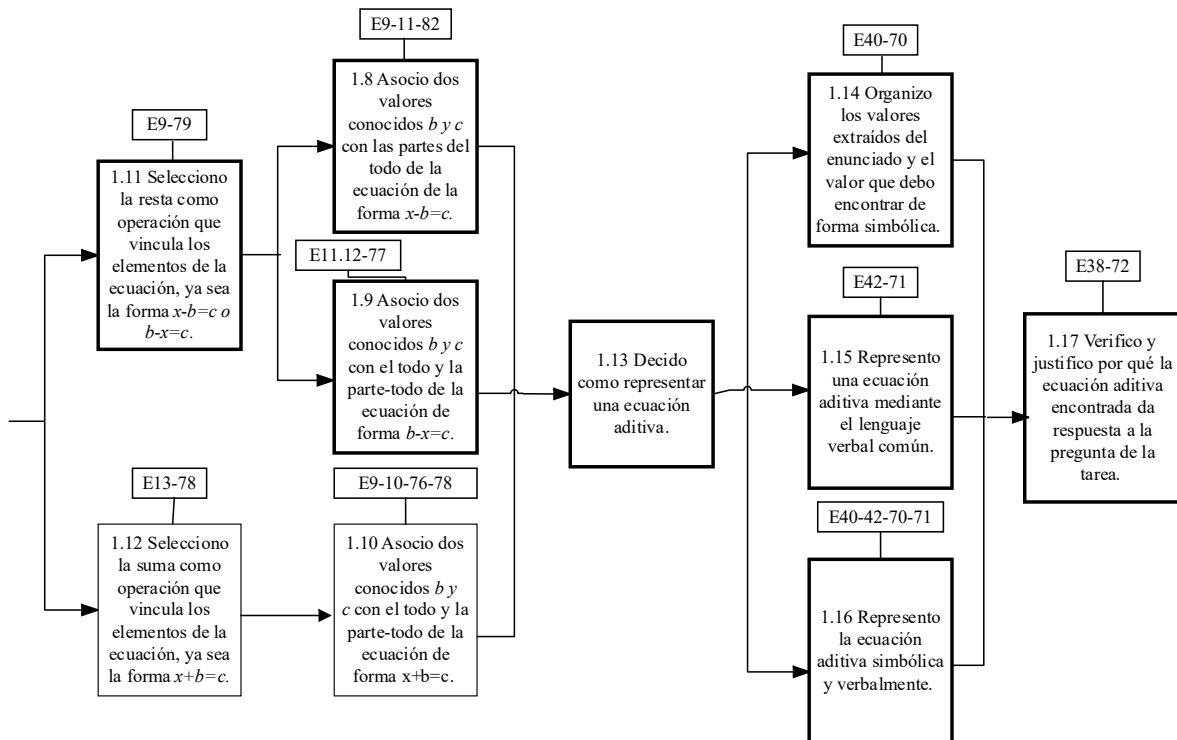 E9-79
1.11 Selecciono
la resta como
operación que
vincula los
elementos de la
ecuación, ya sea
la forma x-b=c o
b-x=c.
E13-78
1.12 Selecciono
la suma como
operación que
vincula los
elementos de la
ecuación, ya sea
la forma x+b=c.
E9-11-82
1.8 Asocio dos
valores
conocidos b y c
con las partes del
todo de la
ecuación de la
forma x-b=c.
E11.12-77
1.9 Asocio dos
valores
conocidos b y c
con el todo y la
parte-todo de la
ecuación de
forma b-x=c.
E9-10-76-78
1.10 Asocio dos
valores
conocidos b y
c con el todo y la
parte-todo de la
ecuación de
forma x+b=c.
1.13 Decido
como representar
una ecuación
aditiva.
E40-70
1.14 Organizo
los valores
extraídos del
enunciado y el
valor que debo
encontrar de
forma simbólica.
E42-71
1.15 Represento
una ecuación
aditiva mediante
el lenguaje
verbal común.
E40-42-70-71
1.16 Represento
la ecuación
aditiva simbólica
y verbalmente.
E38-72
1.17 Verifico y
justifico por qué la
ecuación aditiva
encontrada da
respuesta a la
pregunta de la
tarea.